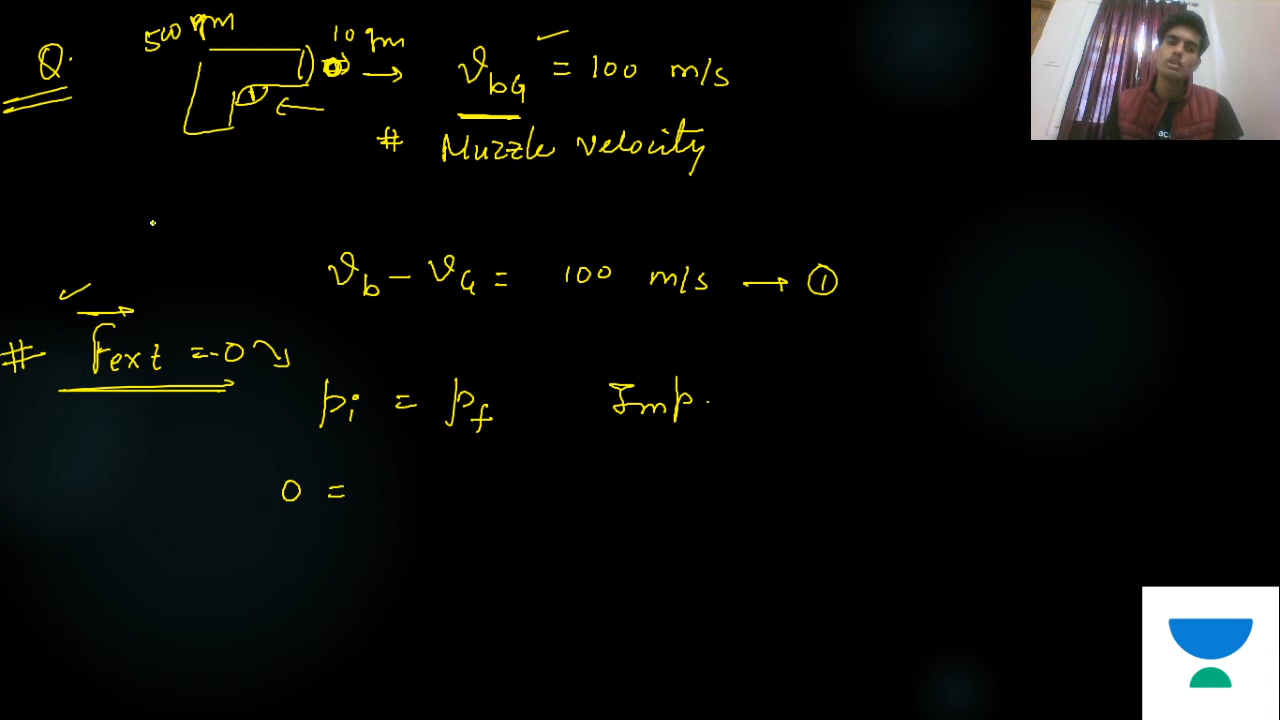 Q. 500 gm 10 gm → v_bG = 100 m/s
# Muzzle velocity
v_b - v_G = 100 m/s → ①
# F_ext = 0
p_i = p_f Imp.
0 =